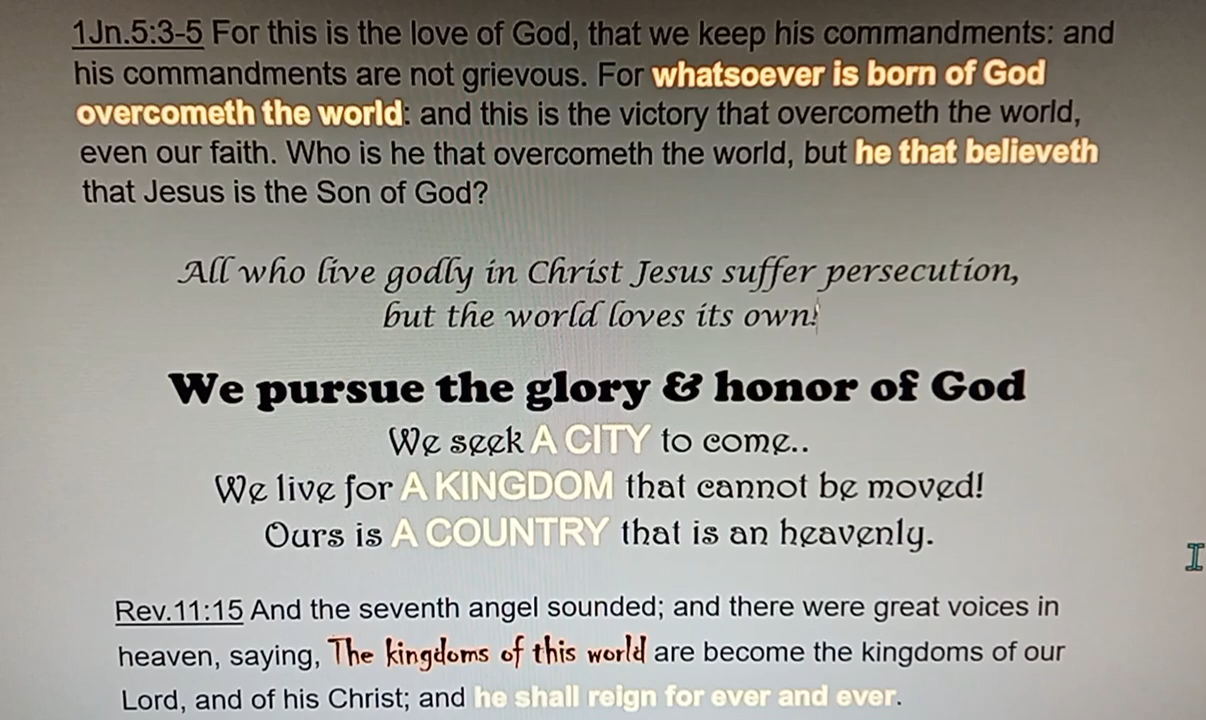 1Jn.5:3-5 For this is the love of God, that we keep his commandments: and
his commandments are not grievous. For whatsoever is born of God
overcometh the world: and this is the victory that overcometh the world,
even our faith. Who is he that overcometh the world, but he that believeth
that Jesus is the Son of God?
All who live godly in Christ Jesus suffer persecution,
but the world loves its own!
We pursue the glory & honor of God
We seek A CITY to come..
We live for A KINGDOM that cannot be moved!
Ours is A COUNTRY that is an heavenly.
Rev.11:15 And the seventh angel sounded; and there were great voices in
heaven, saying, The kingdoms of this world are become the kingdoms of our
Lord, and of his Christ; and he shall reign for ever and ever.